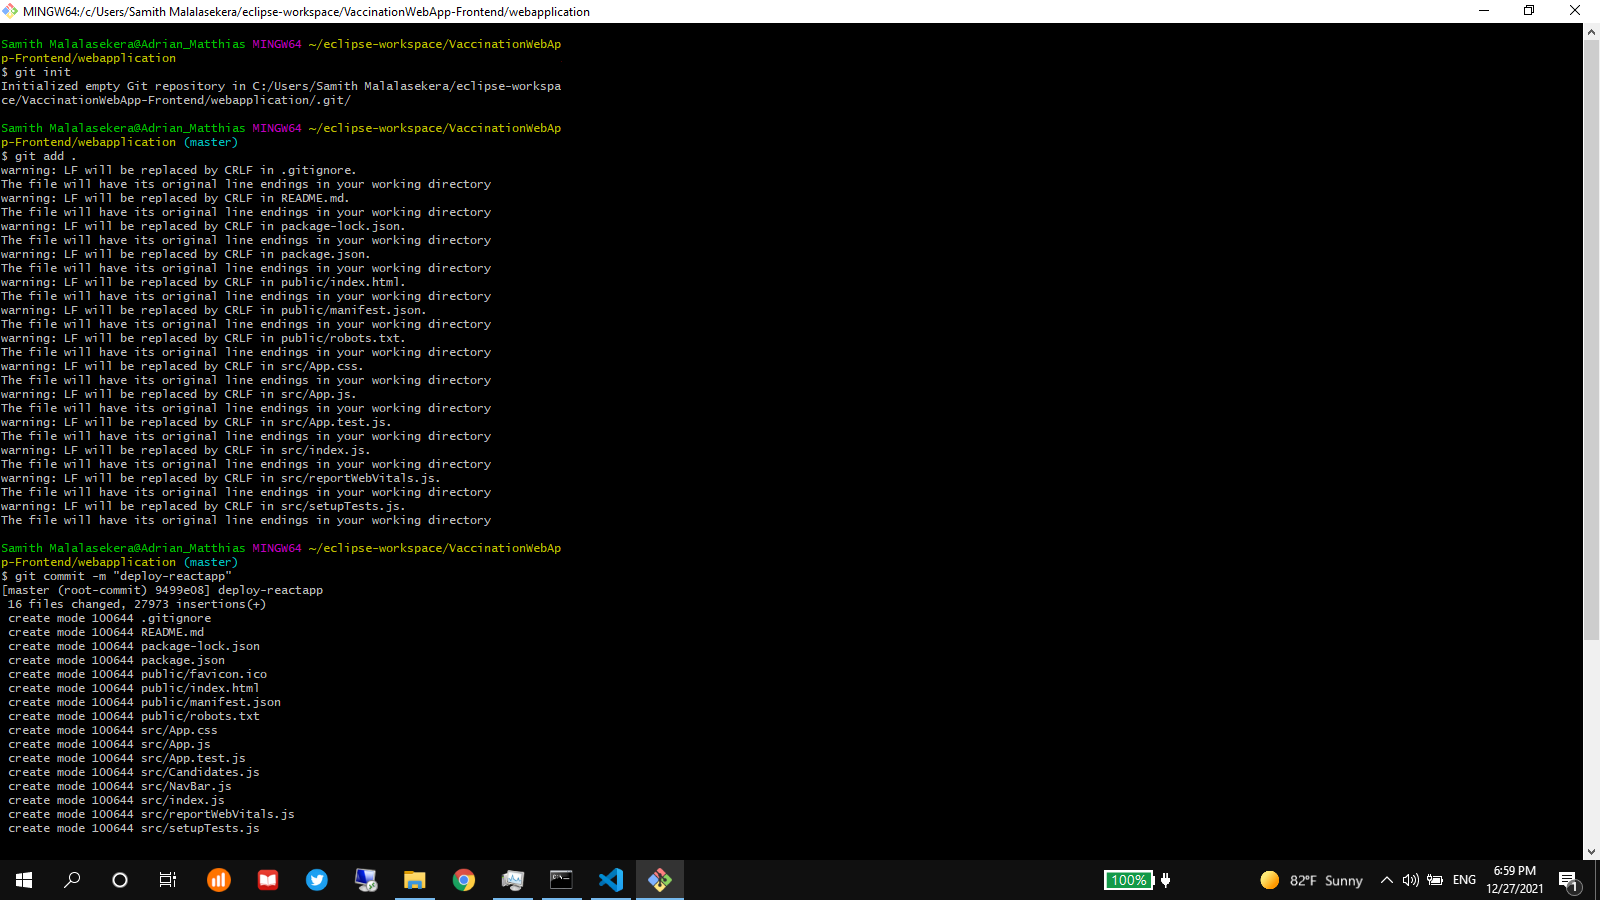 MINGW64:/c/Users/Samith Malalasekera/eclipse-workspace/VaccinationWebApp-Frontend/webapplication
Samith Malalasekera@Adrian_Matthias MINGW64 ~/eclipse-workspace/VaccinationWebAp
p-Frontend/webapplication
$ git init
Initialized empty Git repository in C:/Users/Samith Malalasekera/eclipse-workspa
ce/VaccinationWebApp-Frontend/webapplication/.git/
Samith Malalasekera@Adrian_Matthias MINGW64 ~/eclipse-workspace/VaccinationWebAp
p-Frontend/webapplication (master)
$ git add .
warning: LF will be replaced by CRLF in .gitignore.
The file will have its original line endings in your working directory
warning: LF will be replaced by CRLF in README.md.
The file will have its original line endings in your working directory
warning: LF will be replaced by CRLF in package-lock.json.
The file will have its original line endings in your working directory
warning: LF will be replaced by CRLF in package.json.
The file will have its original line endings in your working directory
warning: LF will be replaced by CRLF in public/index.html.
The file will have its original line endings in your working directory
warning: LF will be replaced by CRLF in public/manifest.json.
The file will have its original line endings in your working directory
warning: LF will be replaced by CRLF in public/robots.txt.
The file will have its original line endings in your working directory
warning: LF will be replaced by CRLF in src/App.css.
The file will have its original line endings in your working directory
warning: LF will be replaced by CRLF in src/App.js.
The file will have its original line endings in your working directory
warning: LF will be replaced by CRLF in src/App.test.js.
The file will have its original line endings in your working directory
warning: LF will be replaced by CRLF in src/index.js.
The file will have its original line endings in your working directory
warning: LF will be replaced by CRLF in src/reportWebVitals.js.
The file will have its original line endings in your working directory
warning: LF will be replaced by CRLF in src/setupTests.js.
The file will have its original line endings in your working directory
Samith Malalasekera@Adrian_Matthias MINGW64 ~/eclipse-workspace/VaccinationWebAp
p-Frontend/webapplication (master)
$ git commit -m "deploy-reactapp"
[master (root-commit) 9499e08] deploy-reactapp
16 files changed, 27973 insertions(+)
create mode 100644 .gitignore
create mode 100644 README.md
create mode 100644 package-lock.json
create mode 100644 package.json
create mode 100644 public/favicon.ico
create mode 100644 public/index.html
create mode 100644 public/manifest.json
create mode 100644 public/robots.txt
create mode 100644 src/App.css
create mode 100644 src/App.js
create mode 100644 src/App.test.js
create mode 100644 src/Candidates.js
create mode 100644 src/NavBar.js
create mode 100644 src/index.js
create mode 100644 src/reportWebVitals.js
create mode 100644 src/setupTests.js
100%
82°F Sunny
ENG
6:59 PM
12/27/2021
1